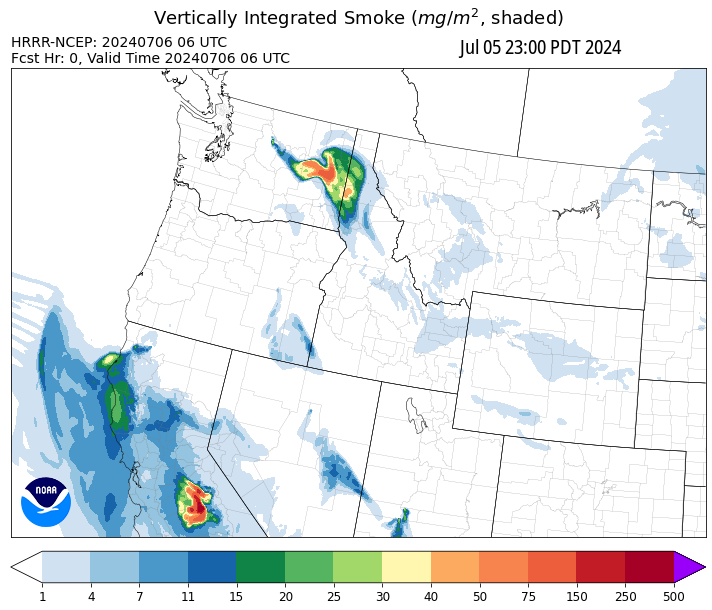 Vertically Integrated Smoke (mg/m², shaded)
HRRR-NCEP: 20240706 06 UTC
Jul 05 23:00 PDT 2024
Fcst Hr: 0, Valid Time 20240706 06 UTC
NOAA
1 4 7 11 15 20 25 30 40 50 75 150 250 500